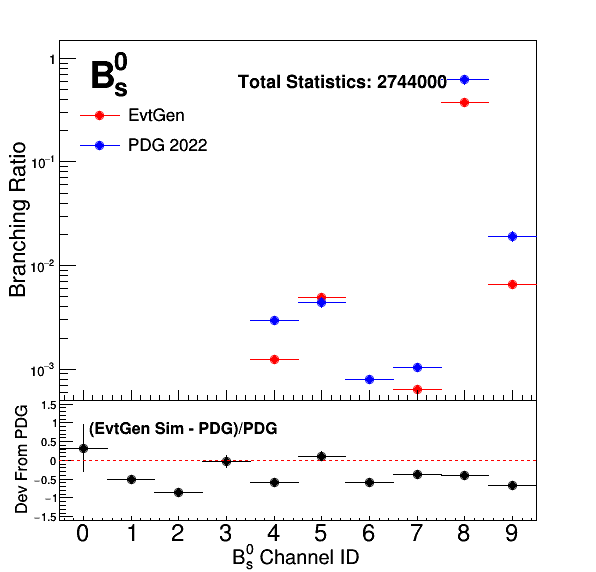 B0s
Total Statistics: 2744000
EvtGen
PDG 2022
Branching Ratio
1
10−1
10−2
10−3
(EvtGen Sim - PDG)/PDG
Dev From PDG
1.5
1
0.5
0
−0.5
−1
−1.5
0 1 2 3 4 5 6 7 8 9
B0s Channel ID